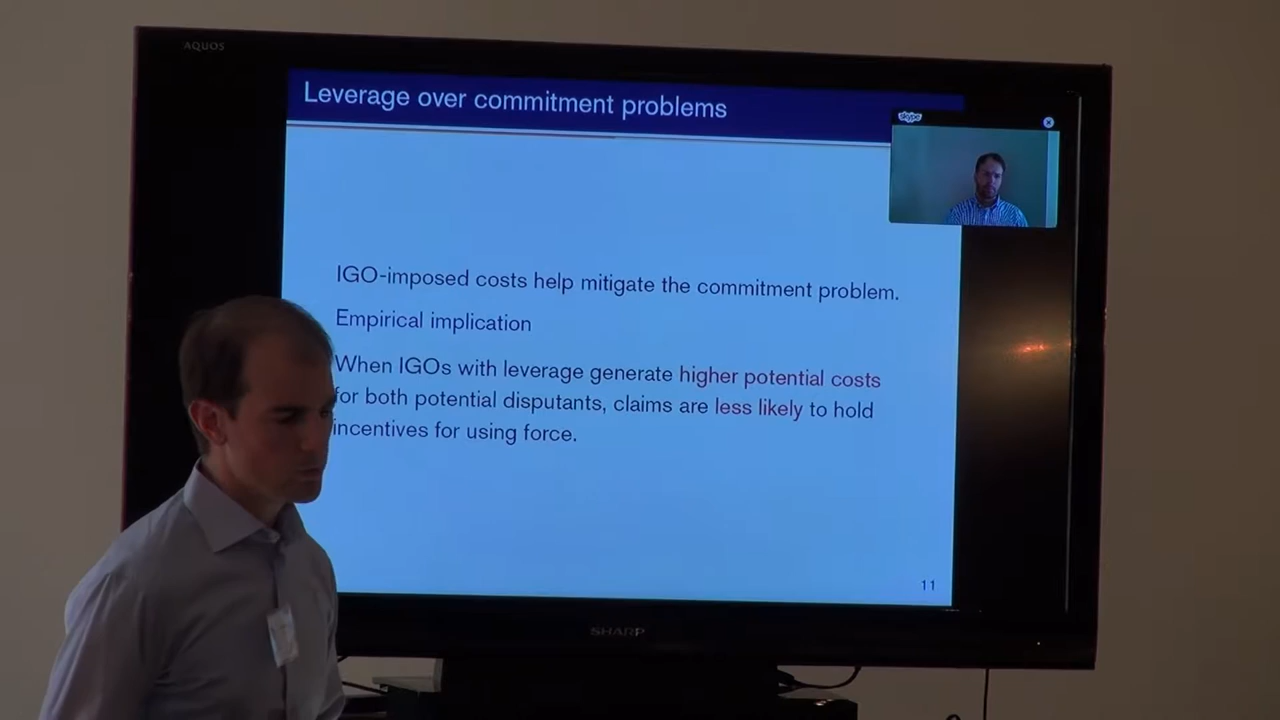 AQUOS
Leverage over commitment problems
skype
IGO-imposed costs help mitigate the commitment problem.
Empirical implication
When IGOs with leverage generate higher potential costs
for both potential disputants, claims are less likely to hold
incentives for using force.
11
SHARP